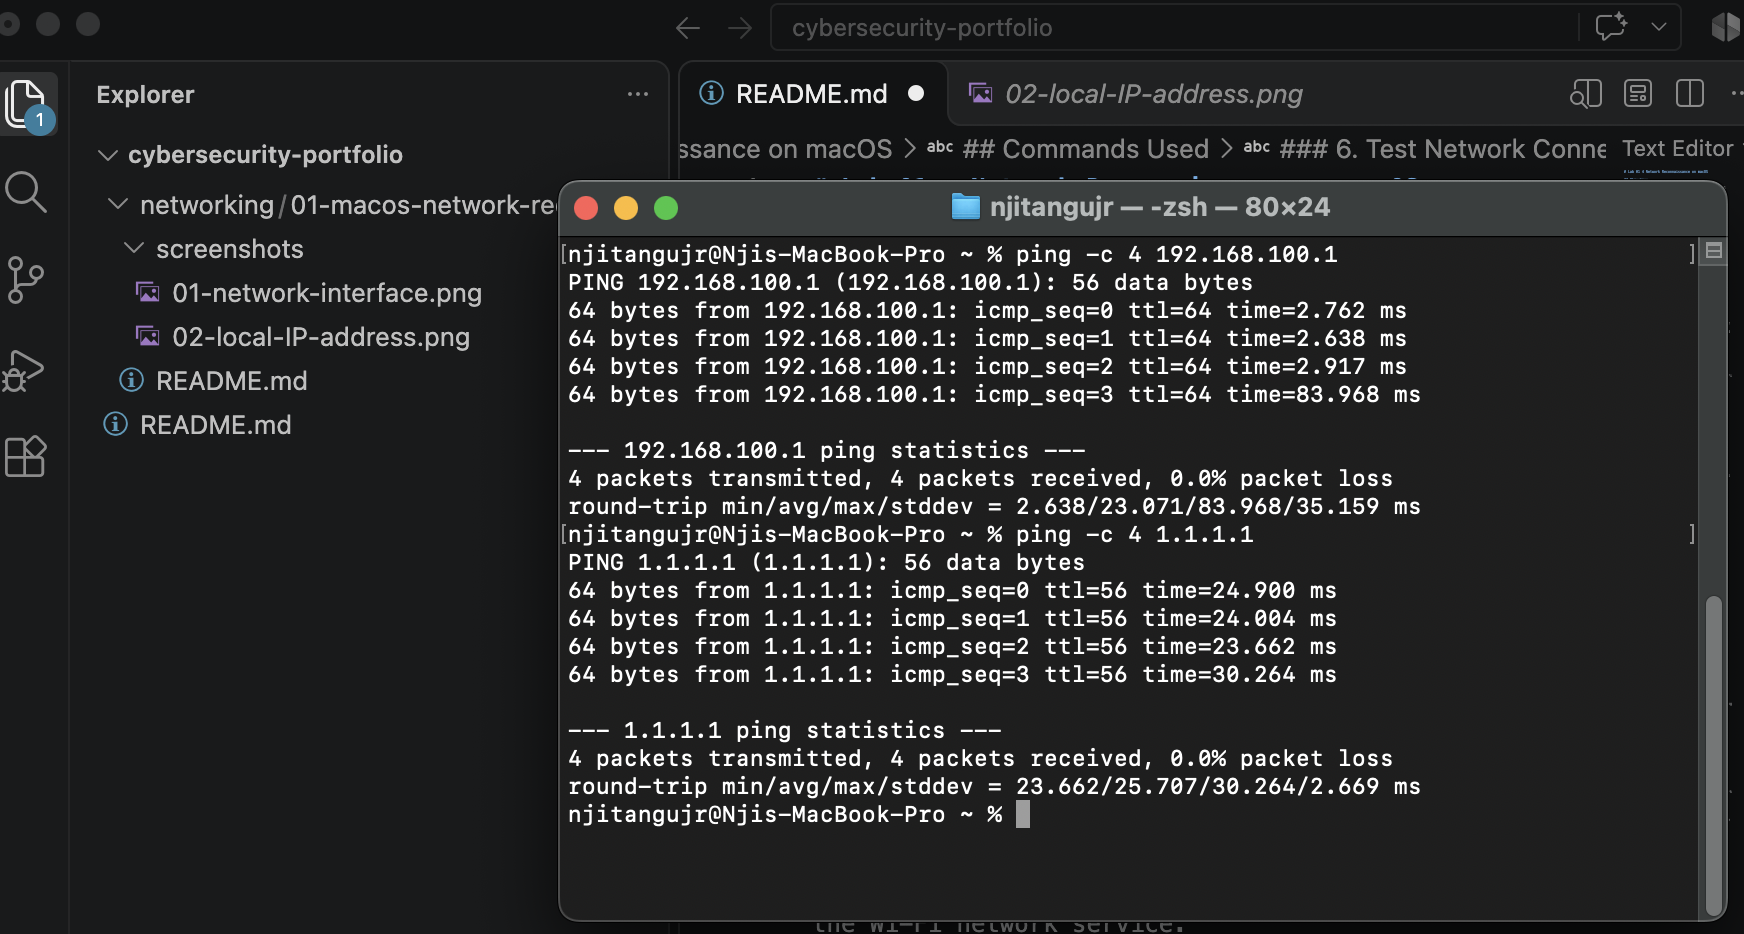 cybersecurity-portfolio
1
Explorer
cybersecurity-portfolio
networking/01-macos-network-re
screenshots
01-network-interface.png
02-local-IP-address.png
README.md
README.md
README.md
02-local-IP-address.png
ssance on macOS > abc ## Commands Used > abc ### 6. Test Network Conne
Text Editor
njitangujr — -zsh — 80×24
[njitangujr@Njis-MacBook-Pro ~ % ping -c 4 192.168.100.1 ]
PING 192.168.100.1 (192.168.100.1): 56 data bytes
64 bytes from 192.168.100.1: icmp_seq=0 ttl=64 time=2.762 ms
64 bytes from 192.168.100.1: icmp_seq=1 ttl=64 time=2.638 ms
64 bytes from 192.168.100.1: icmp_seq=2 ttl=64 time=2.917 ms
64 bytes from 192.168.100.1: icmp_seq=3 ttl=64 time=83.968 ms
--- 192.168.100.1 ping statistics ---
4 packets transmitted, 4 packets received, 0.0% packet loss
round-trip min/avg/max/stddev = 2.638/23.071/83.968/35.159 ms
[njitangujr@Njis-MacBook-Pro ~ % ping -c 4 1.1.1.1 ]
PING 1.1.1.1 (1.1.1.1): 56 data bytes
64 bytes from 1.1.1.1: icmp_seq=0 ttl=56 time=24.900 ms
64 bytes from 1.1.1.1: icmp_seq=1 ttl=56 time=24.004 ms
64 bytes from 1.1.1.1: icmp_seq=2 ttl=56 time=23.662 ms
64 bytes from 1.1.1.1: icmp_seq=3 ttl=56 time=30.264 ms
--- 1.1.1.1 ping statistics ---
4 packets transmitted, 4 packets received, 0.0% packet loss
round-trip min/avg/max/stddev = 23.662/25.707/30.264/2.669 ms
njitangujr@Njis-MacBook-Pro ~ %
the Wi-Fi network service.